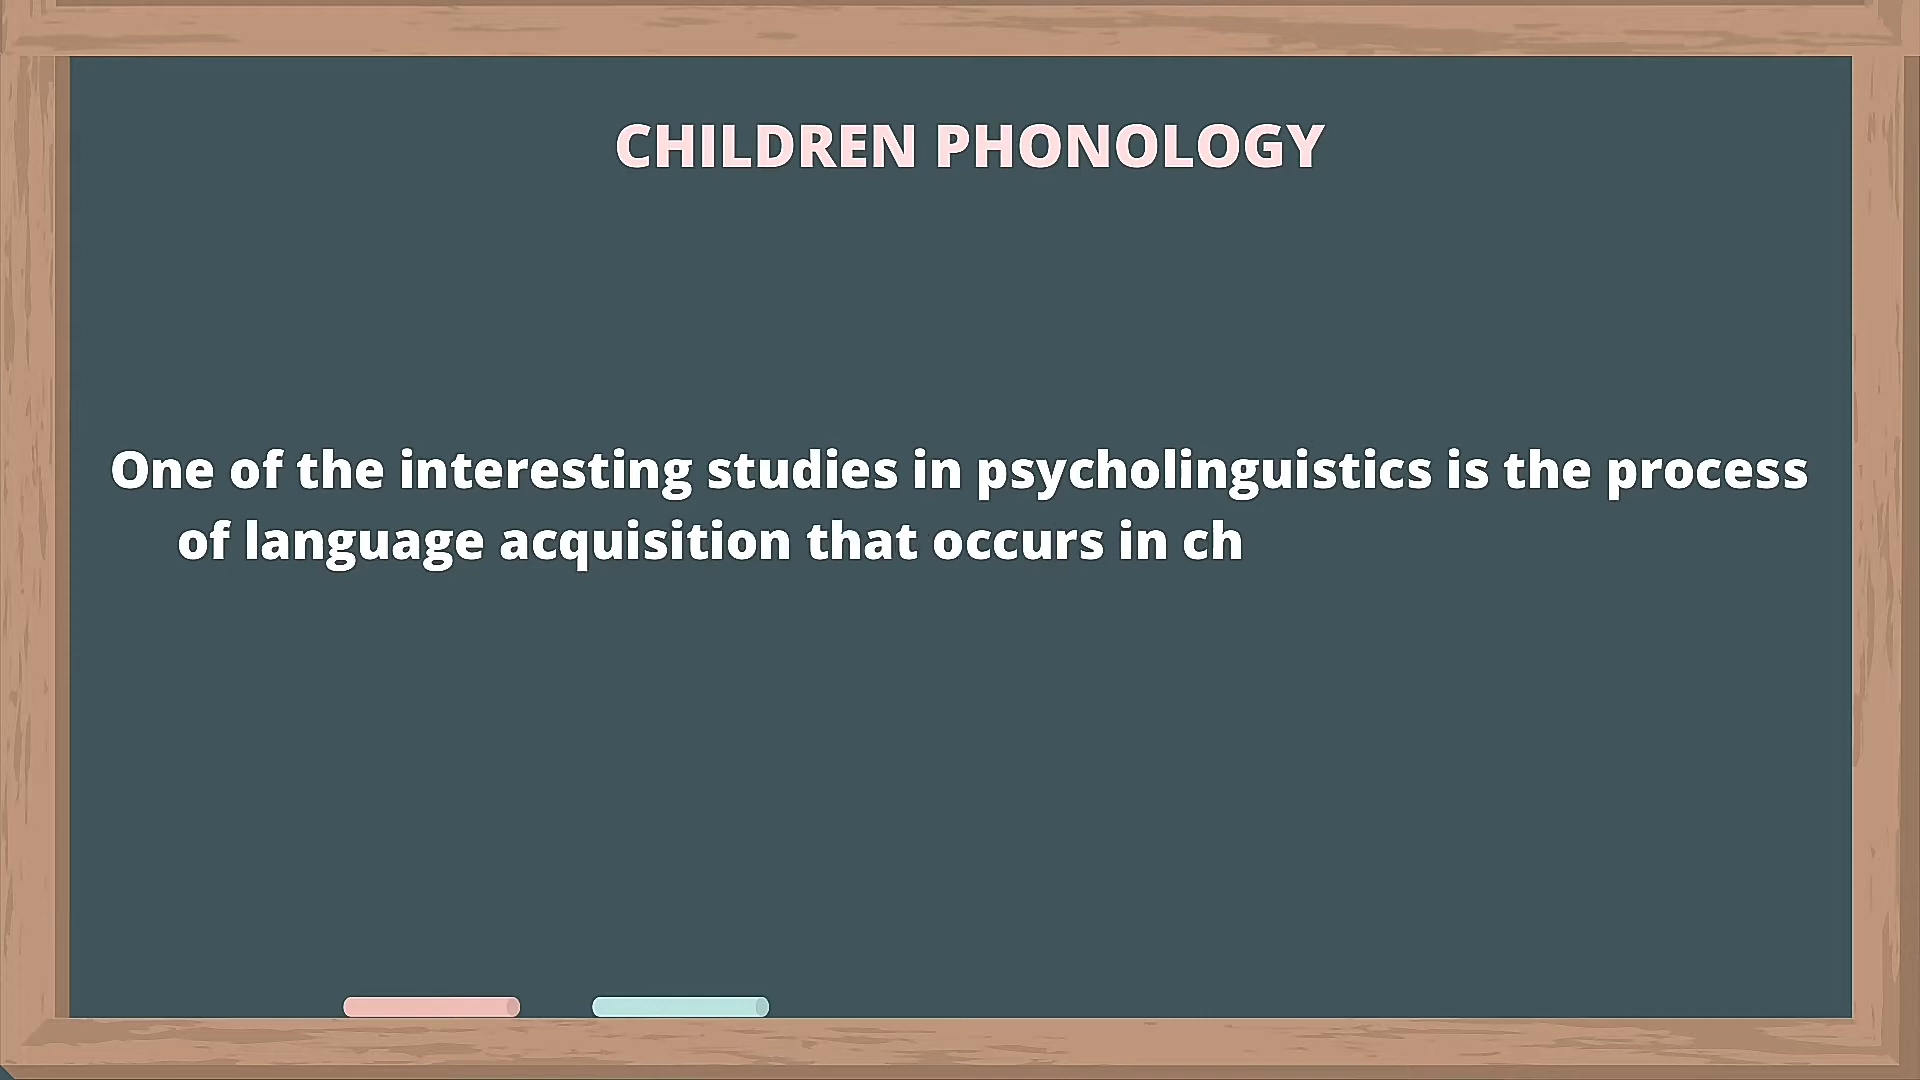 CHILDREN PHONOLOGY
One of the interesting studies in psycholinguistics is the process
of language acquisition that occurs in ch